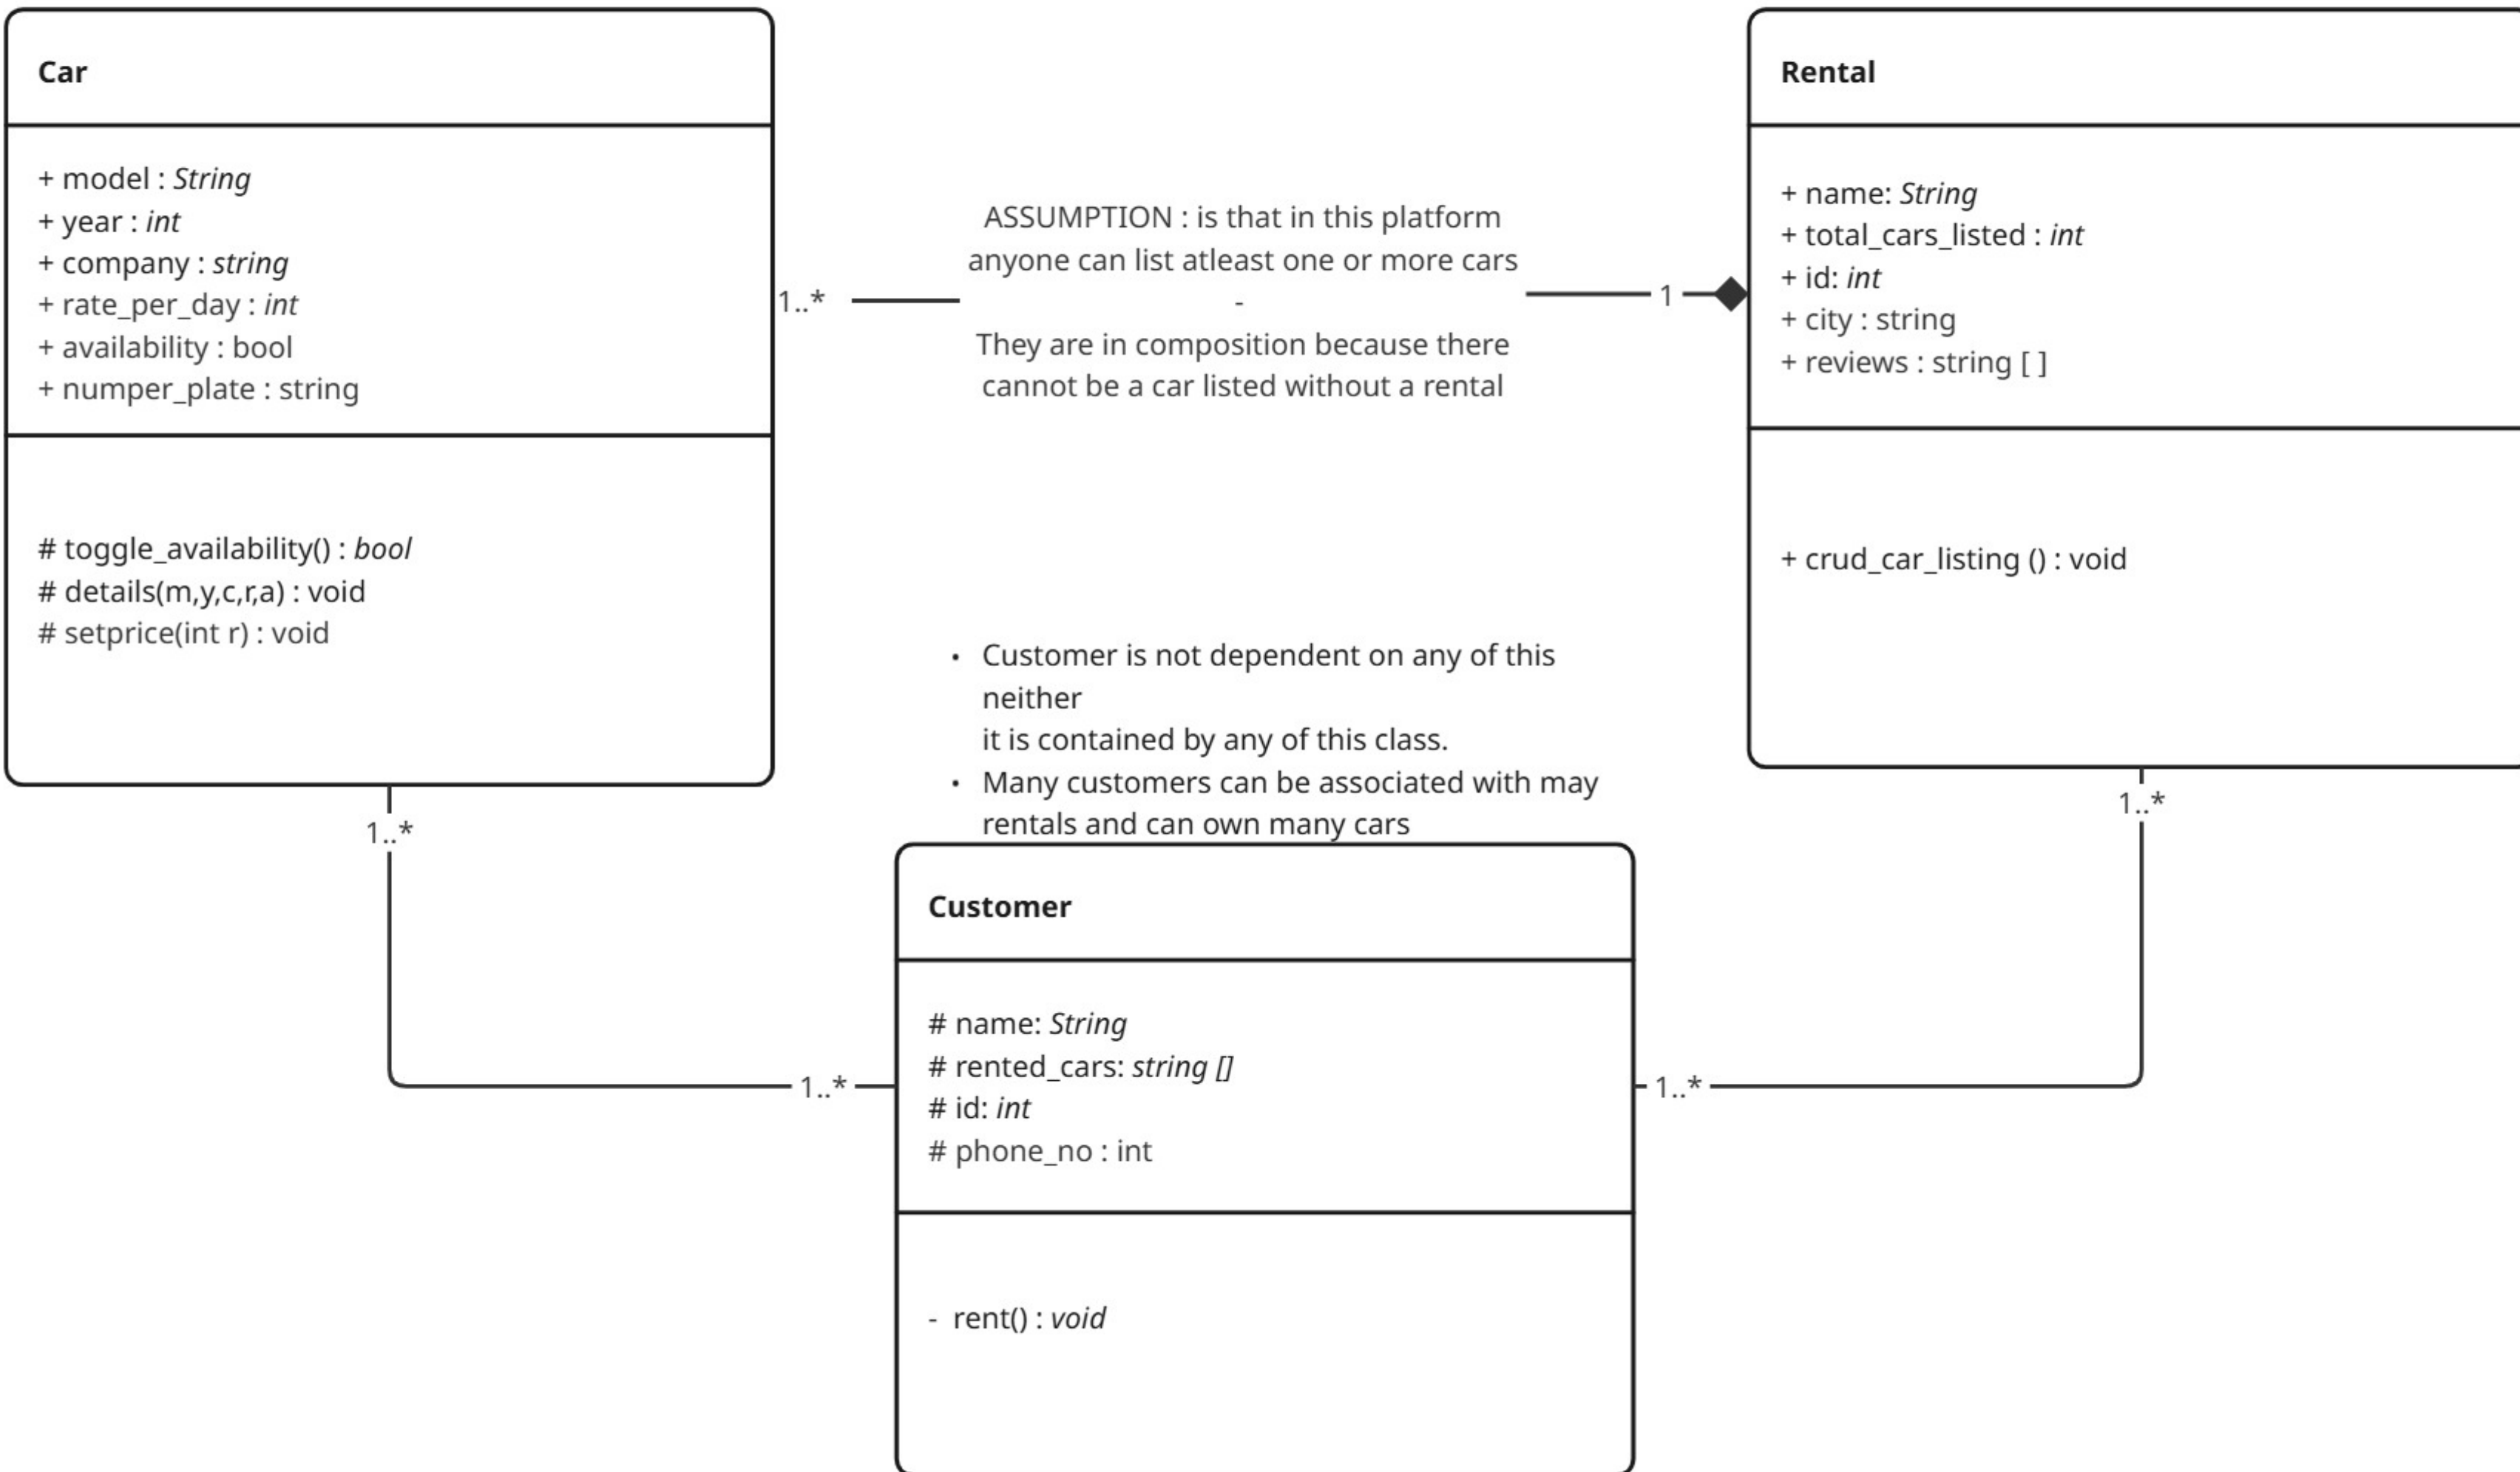 Car
+ model : String
+ year : int
+ company : string
+ rate_per_day : int
+ availability : bool
+ numper_plate : string
# toggle_availability() : bool
# details(m,y,c,r,a) : void
# setprice(int r) : void
1..*
ASSUMPTION : is that in this platform
anyone can list atleast one or more cars
-
They are in composition because there
cannot be a car listed without a rental
1
Rental
+ name: String
+ total_cars_listed : int
+ id: int
+ city : string
+ reviews : string [ ]
+ crud_car_listing () : void
• Customer is not dependent on any of this
neither
it is contained by any of this class.
• Many customers can be associated with may
rentals and can own many cars
1..*
1..*
Customer
# name: String
# rented_cars: string []
# id: int
# phone_no : int
- rent() : void
1..*
1..*